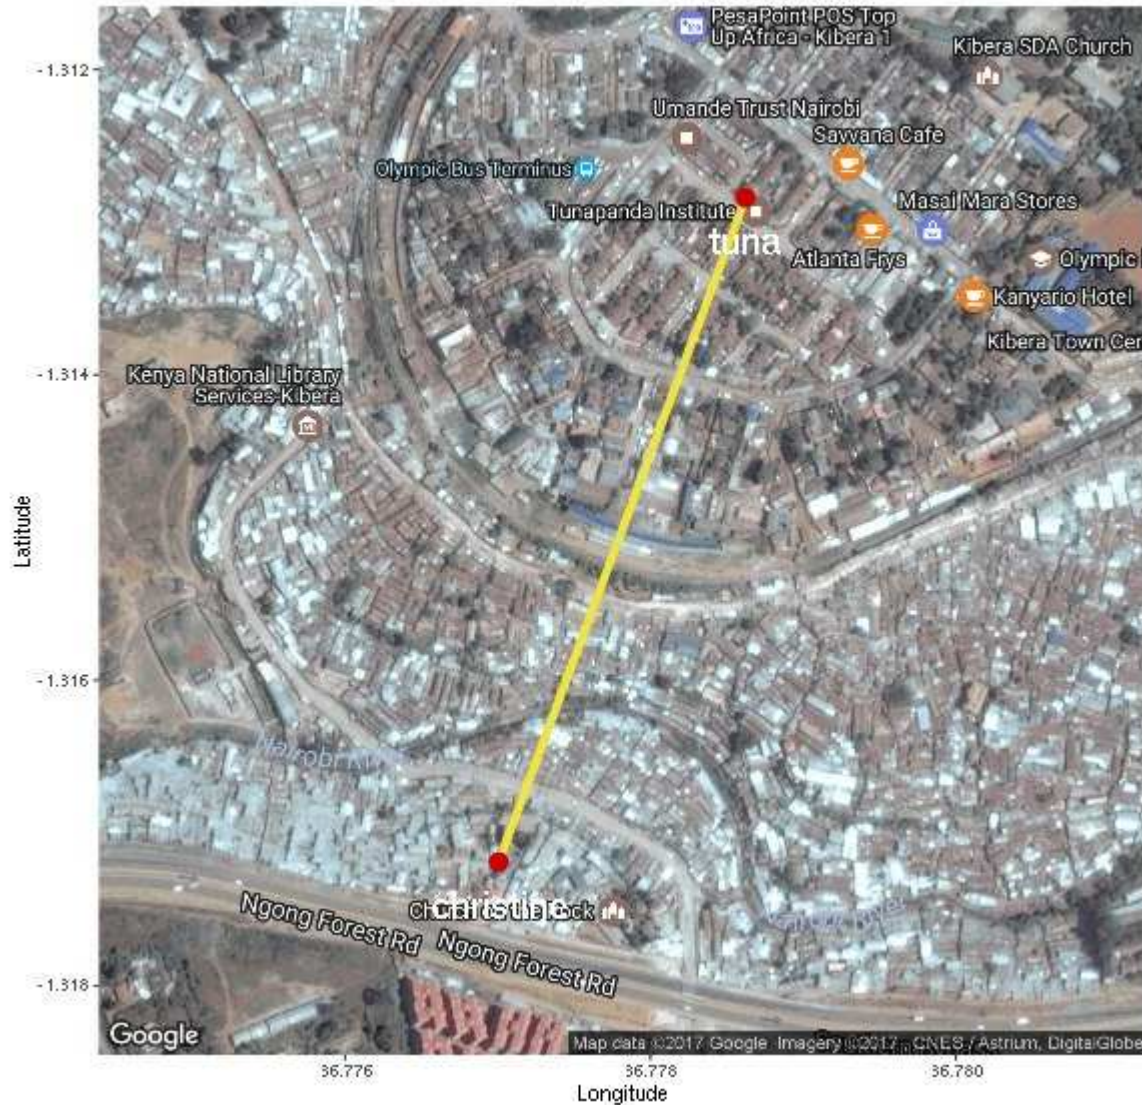 PesaPoint POS Top
Up Africa - Kibera 1
-1.312
Kibera SDA Church
Umande Trust Nairobi
Savvana Cafe
Olympic Bus Terminus
Masai Mara Stores
Tunapanda Institute
tuna
Atlanta Frys
Olympic
Kanyario Hotel
Kibera Town Cen
-1.314
Kenya National Library
Services-Kibera
Latitude
-1.316
Nairobi
christine
Ngong Forest Rd
Ngong Forest Rd
-1.318
Google
Map data ©2017 Google Imagery ©2017 , CNES / Astrium, DigitalGlobe
36.776
36.778
36.780
Longitude